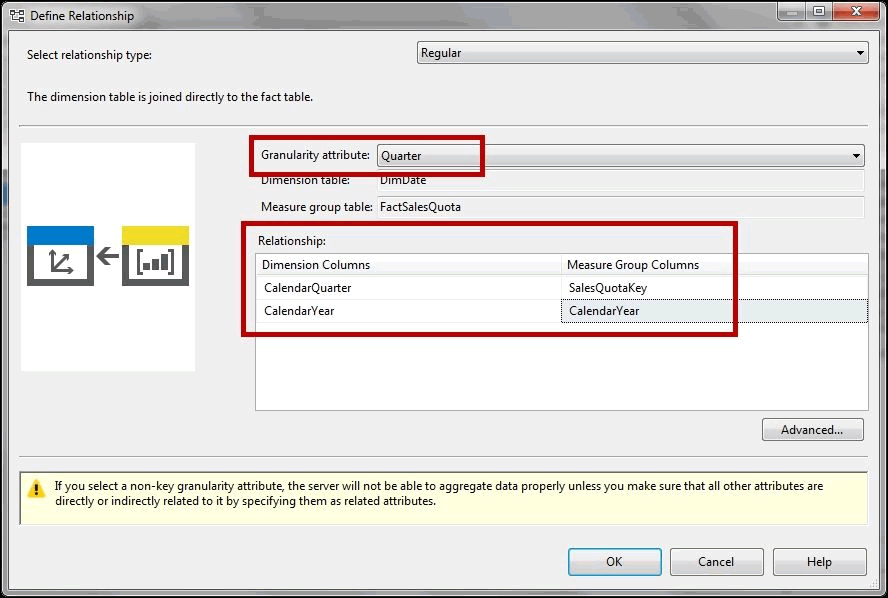 Define Relationship
Select relationship type:
Regular
The dimension table is joined directly to the fact table.
Granularity attribute:
Quarter
Dimension table:
DimDate
Measure group table:
FactSalesQuota
Relationship:
Dimension Columns
Measure Group Columns
CalendarQuarter
SalesQuotaKey
CalendarYear
CalendarYear
Advanced...
If you select a non-key granularity attribute, the server will not be able to aggregate data properly unless you make sure that all other attributes are
directly or indirectly related to it by specifying them as related attributes.
OK
Cancel
Help